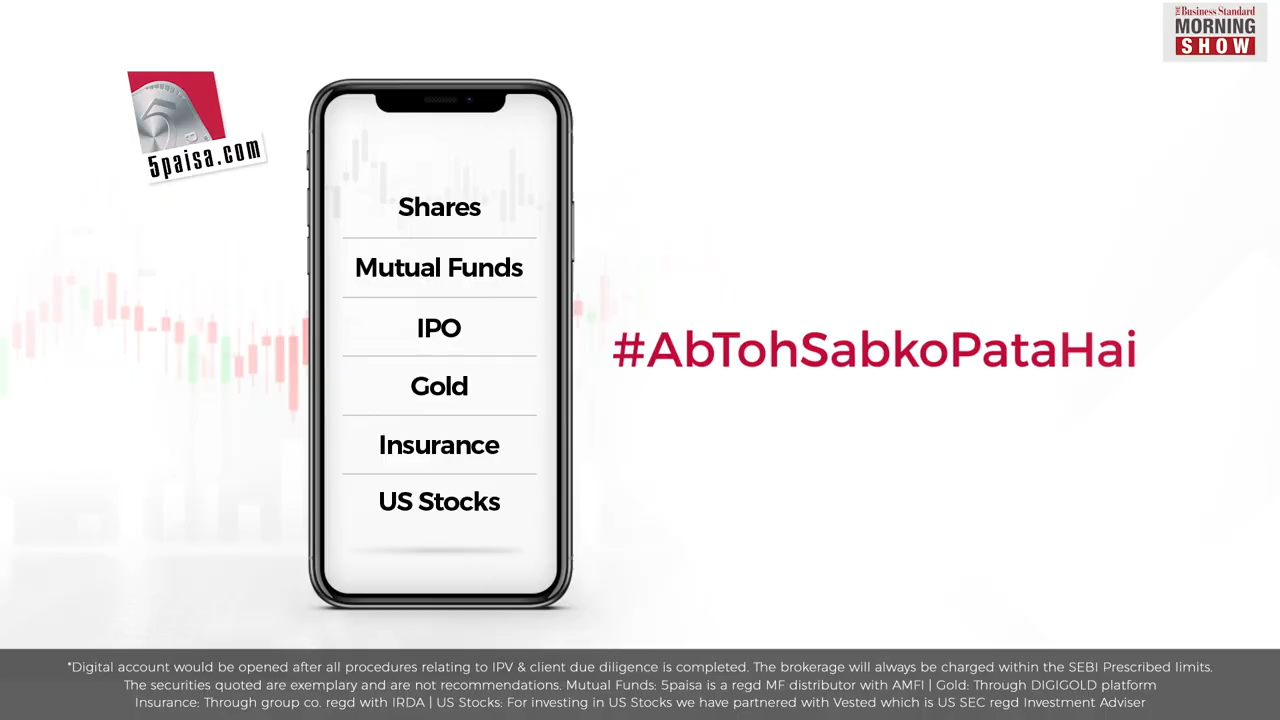 THE Business Standard
MORNING
SHOW
5
5paisa.com
Shares
Mutual Funds
IPO
Gold
Insurance
US Stocks
#AbTohSabkoPataHai
*Digital account would be opened after all procedures relating to IPV & client due diligence is completed. The brokerage will always be charged within the SEBI Prescribed limits.
The securities quoted are exemplary and are not recommendations. Mutual Funds: 5paisa is a regd MF distributor with AMFI | Gold: Through DIGIGOLD platform
Insurance: Through group co. regd with IRDA | US Stocks: For investing in US Stocks we have partnered with Vested which is US SEC regd Investment Adviser